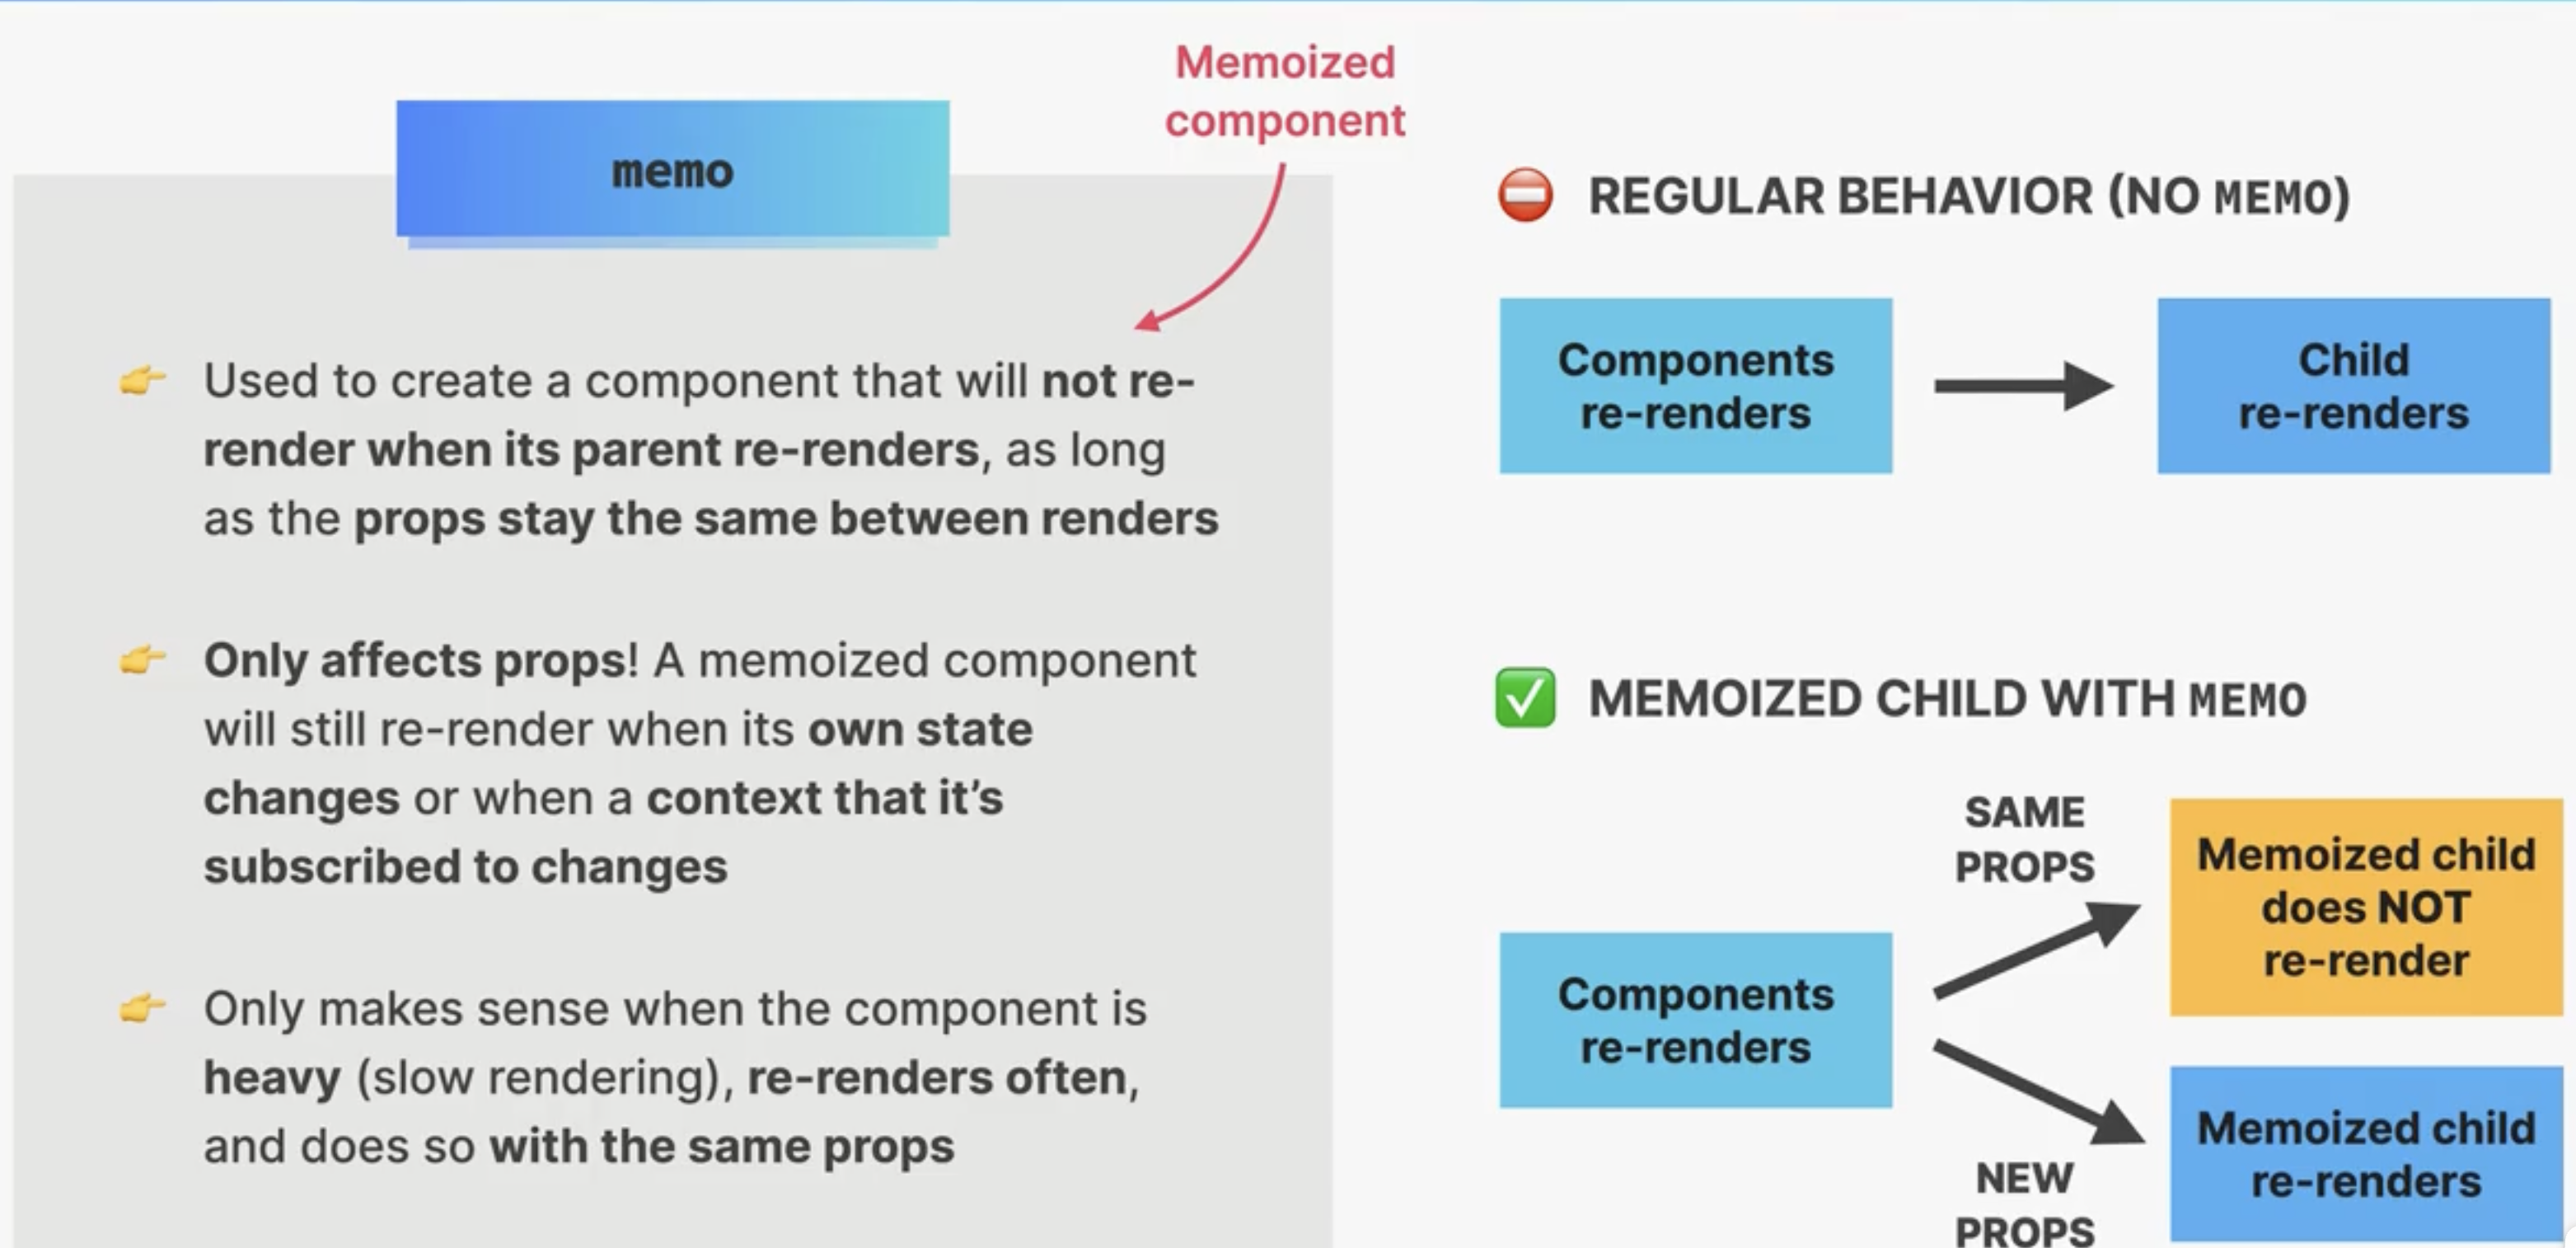 Memoized
component
memo
Used to create a component that will not re-
render when its parent re-renders, as long
as the props stay the same between renders
Only affects props! A memoized component
will still re-render when its own state
changes or when a context that it’s
subscribed to changes
Only makes sense when the component is
heavy (slow rendering), re-renders often,
and does so with the same props
REGULAR BEHAVIOR (NO MEMO)
Components
re-renders
Child
re-renders
MEMOIZED CHILD WITH MEMO
Components
re-renders
SAME
PROPS
Memoized child
does NOT
re-render
NEW
PROPS
Memoized child
re-renders